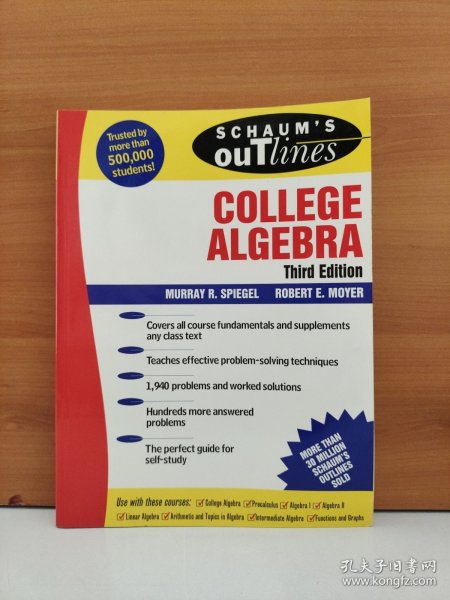 Trusted by
more than
500,000
students!
SCHAUM'S
ouTlines
COLLEGE
ALGEBRA
Third Edition
MURRAY R. SPIEGEL ROBERT E. MOYER
Covers all course fundamentals and supplements
any class text
Teaches effective problem-solving techniques
1,940 problems and worked solutions
Hundreds more answered
problems
The perfect guide for
self-study
MORE THAN
30 MILLION
SCHAUM'S
OUTLINES
SOLD
Use with these courses: ☑ College Algebra ☑ Precalculus ☑ Algebra I ☑ Algebra II
☑ Linear Algebra ☑ Arithmetic and Topics in Algebra ☑ Intermediate Algebra ☑ Functions and Graphs
孔夫子旧书网
www.kongfz.com